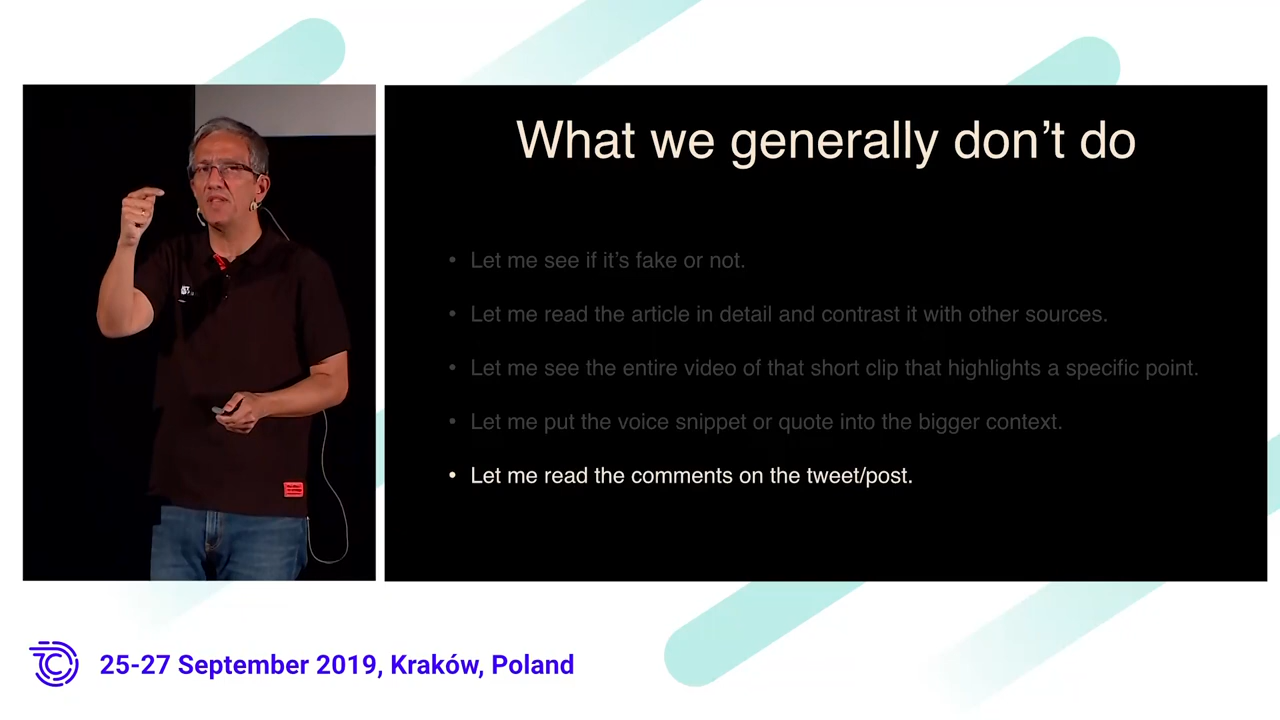 What we generally don't do
• Let me see if it's fake or not.
• Let me read the article in detail and contrast it with other sources.
• Let me see the entire video of that short clip that highlights a specific point.
• Let me put the voice snippet or quote into the bigger context.
• Let me read the comments on the tweet/post.
25-27 September 2019, Kraków, Poland